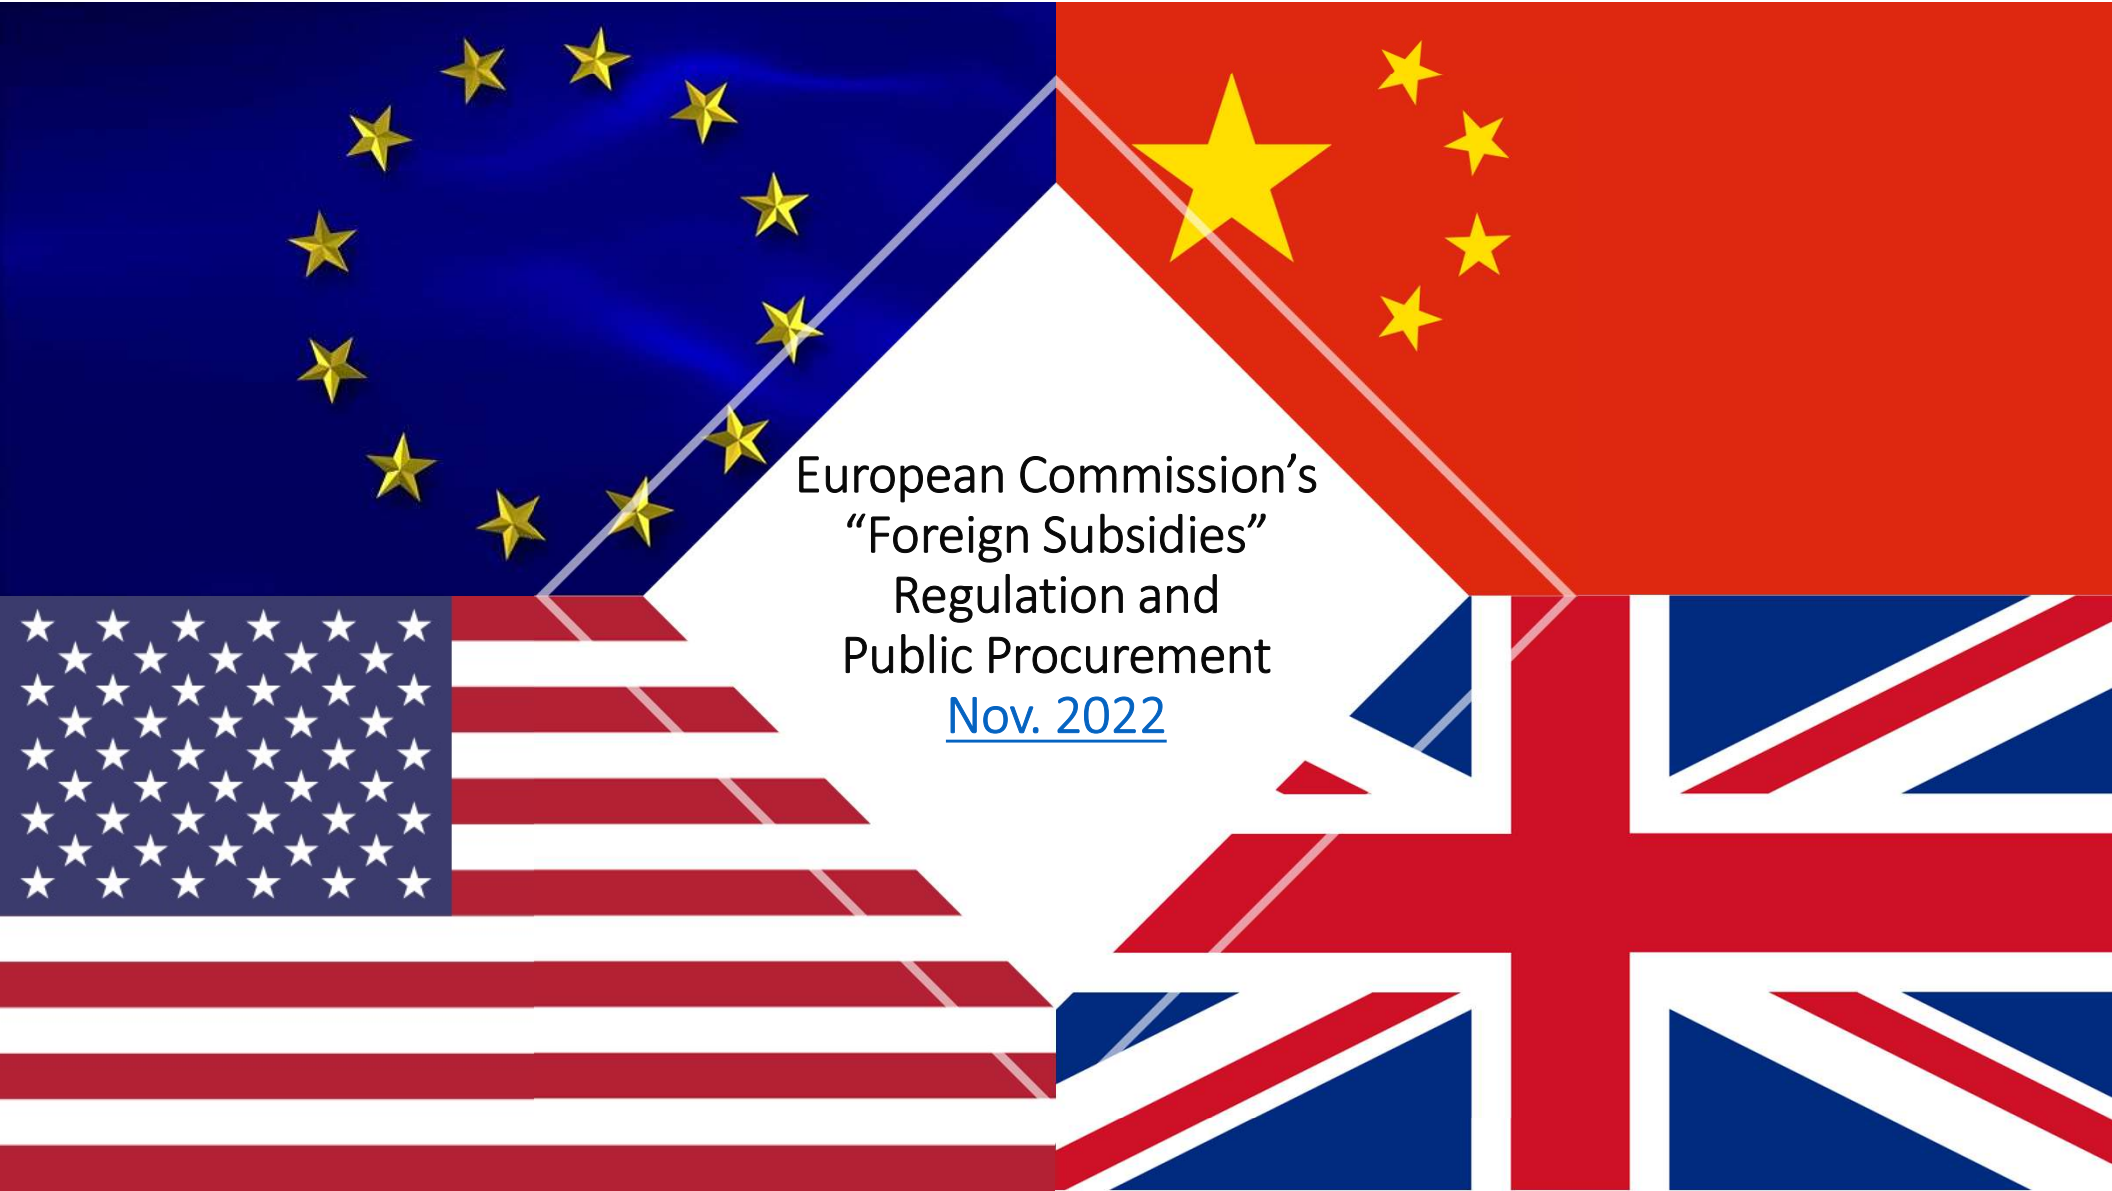 European Commission’s
“Foreign Subsidies”
Regulation and
Public Procurement
Nov. 2022